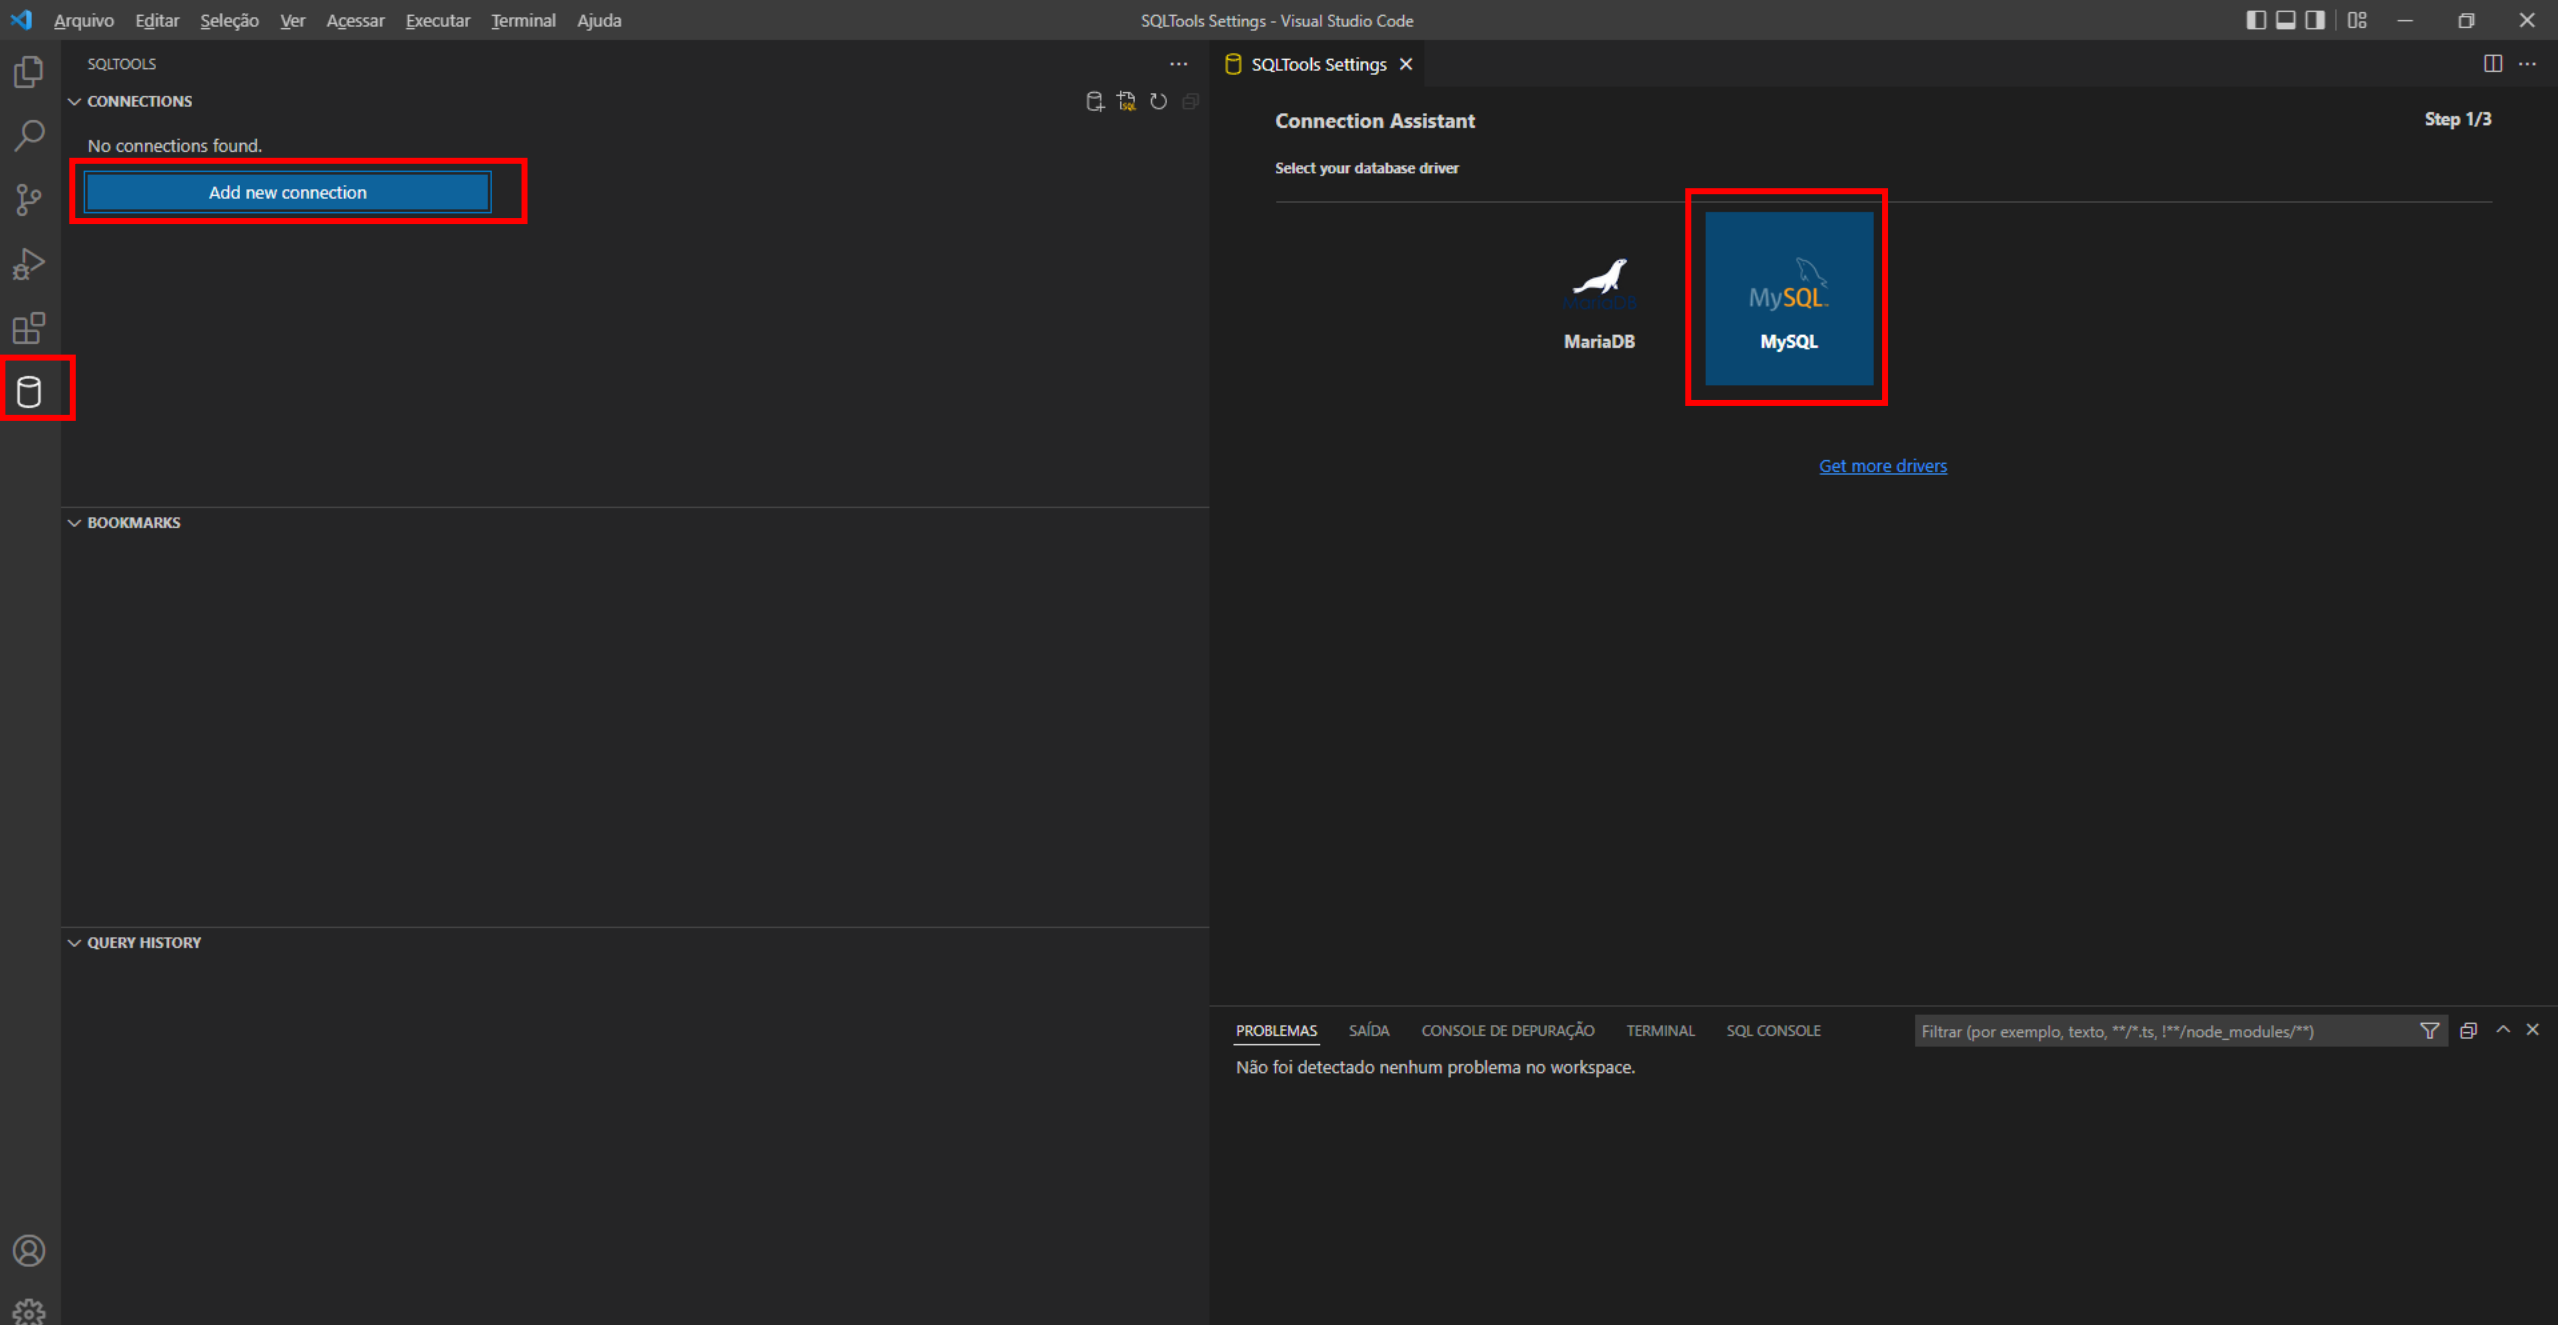 Arquivo Editar Seleção Ver Acessar Executar Terminal Ajuda
SQLTools Settings - Visual Studio Code
SQLTOOLS
CONNECTIONS
SQL
No connections found.
Add new connection
BOOKMARKS
QUERY HISTORY
SQLTools Settings
Connection Assistant
Step 1/3
Select your database driver
MariaDB
MariaDB
MySQL
MySQL
Get more drivers
PROBLEMAS SAÍDA CONSOLE DE DEPURAÇÃO TERMINAL SQL CONSOLE
Filtrar (por exemplo, texto, **/*.ts, !**/node_modules/**)
Não foi detectado nenhum problema no workspace.